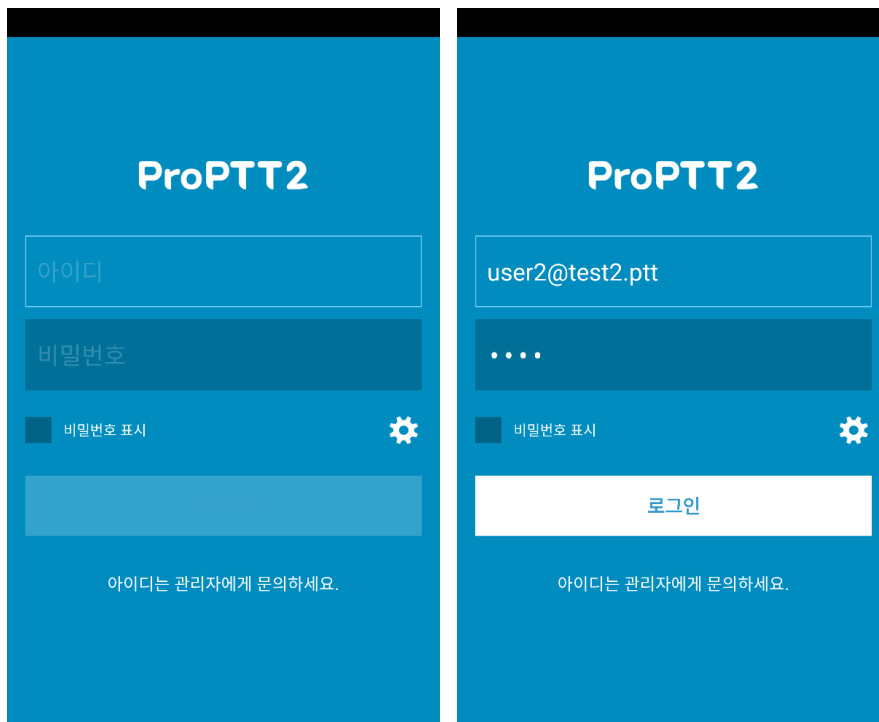 ProPTT2
아이디
비밀번호
비밀번호 표시
아이디는 관리자에게 문의하세요.
ProPTT2
user2@test2.ptt
••••
비밀번호 표시
로그인
아이디는 관리자에게 문의하세요.